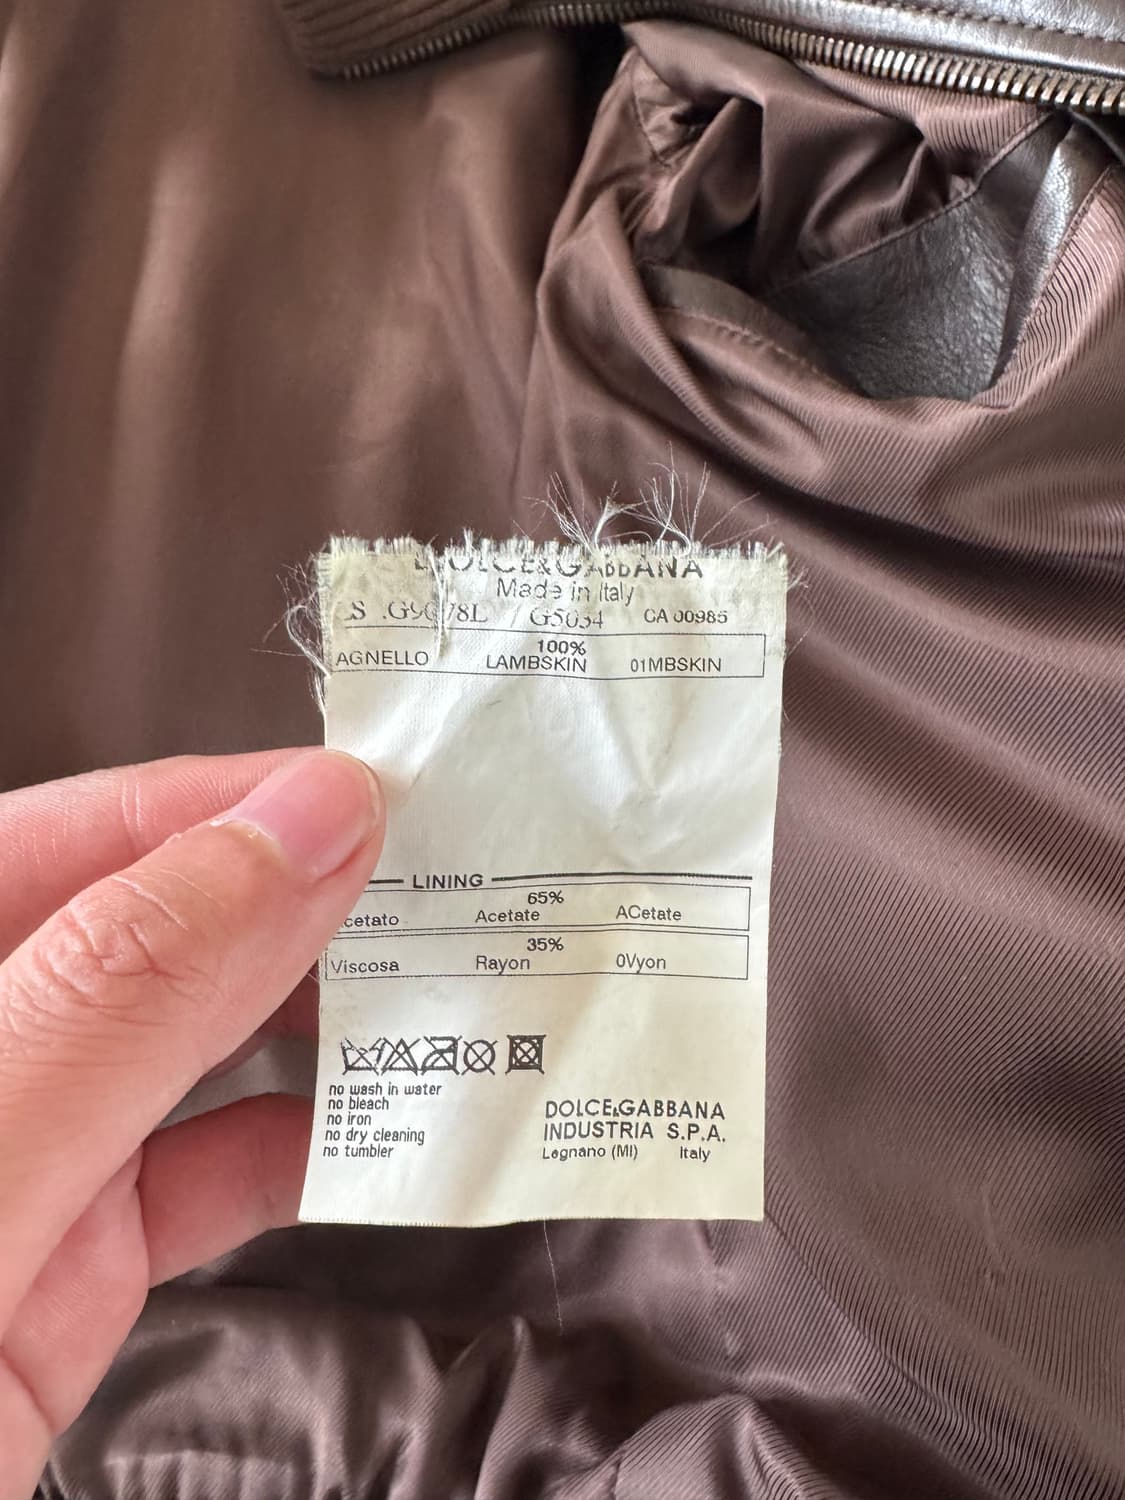 DOLCE&GABBANA
Made in Italy
G5034 CA 00985
100%
AGNELLO LAMBSKIN 01MBSKIN
LINING
65%
cetato Acetate ACetate
35%
Viscosa Rayon 0Vyon
no wash in water
no bleach
no iron
no dry cleaning
no tumbler
DOLCE&GABBANA
INDUSTRIA S.P.A.
Legnano (MI) Italy